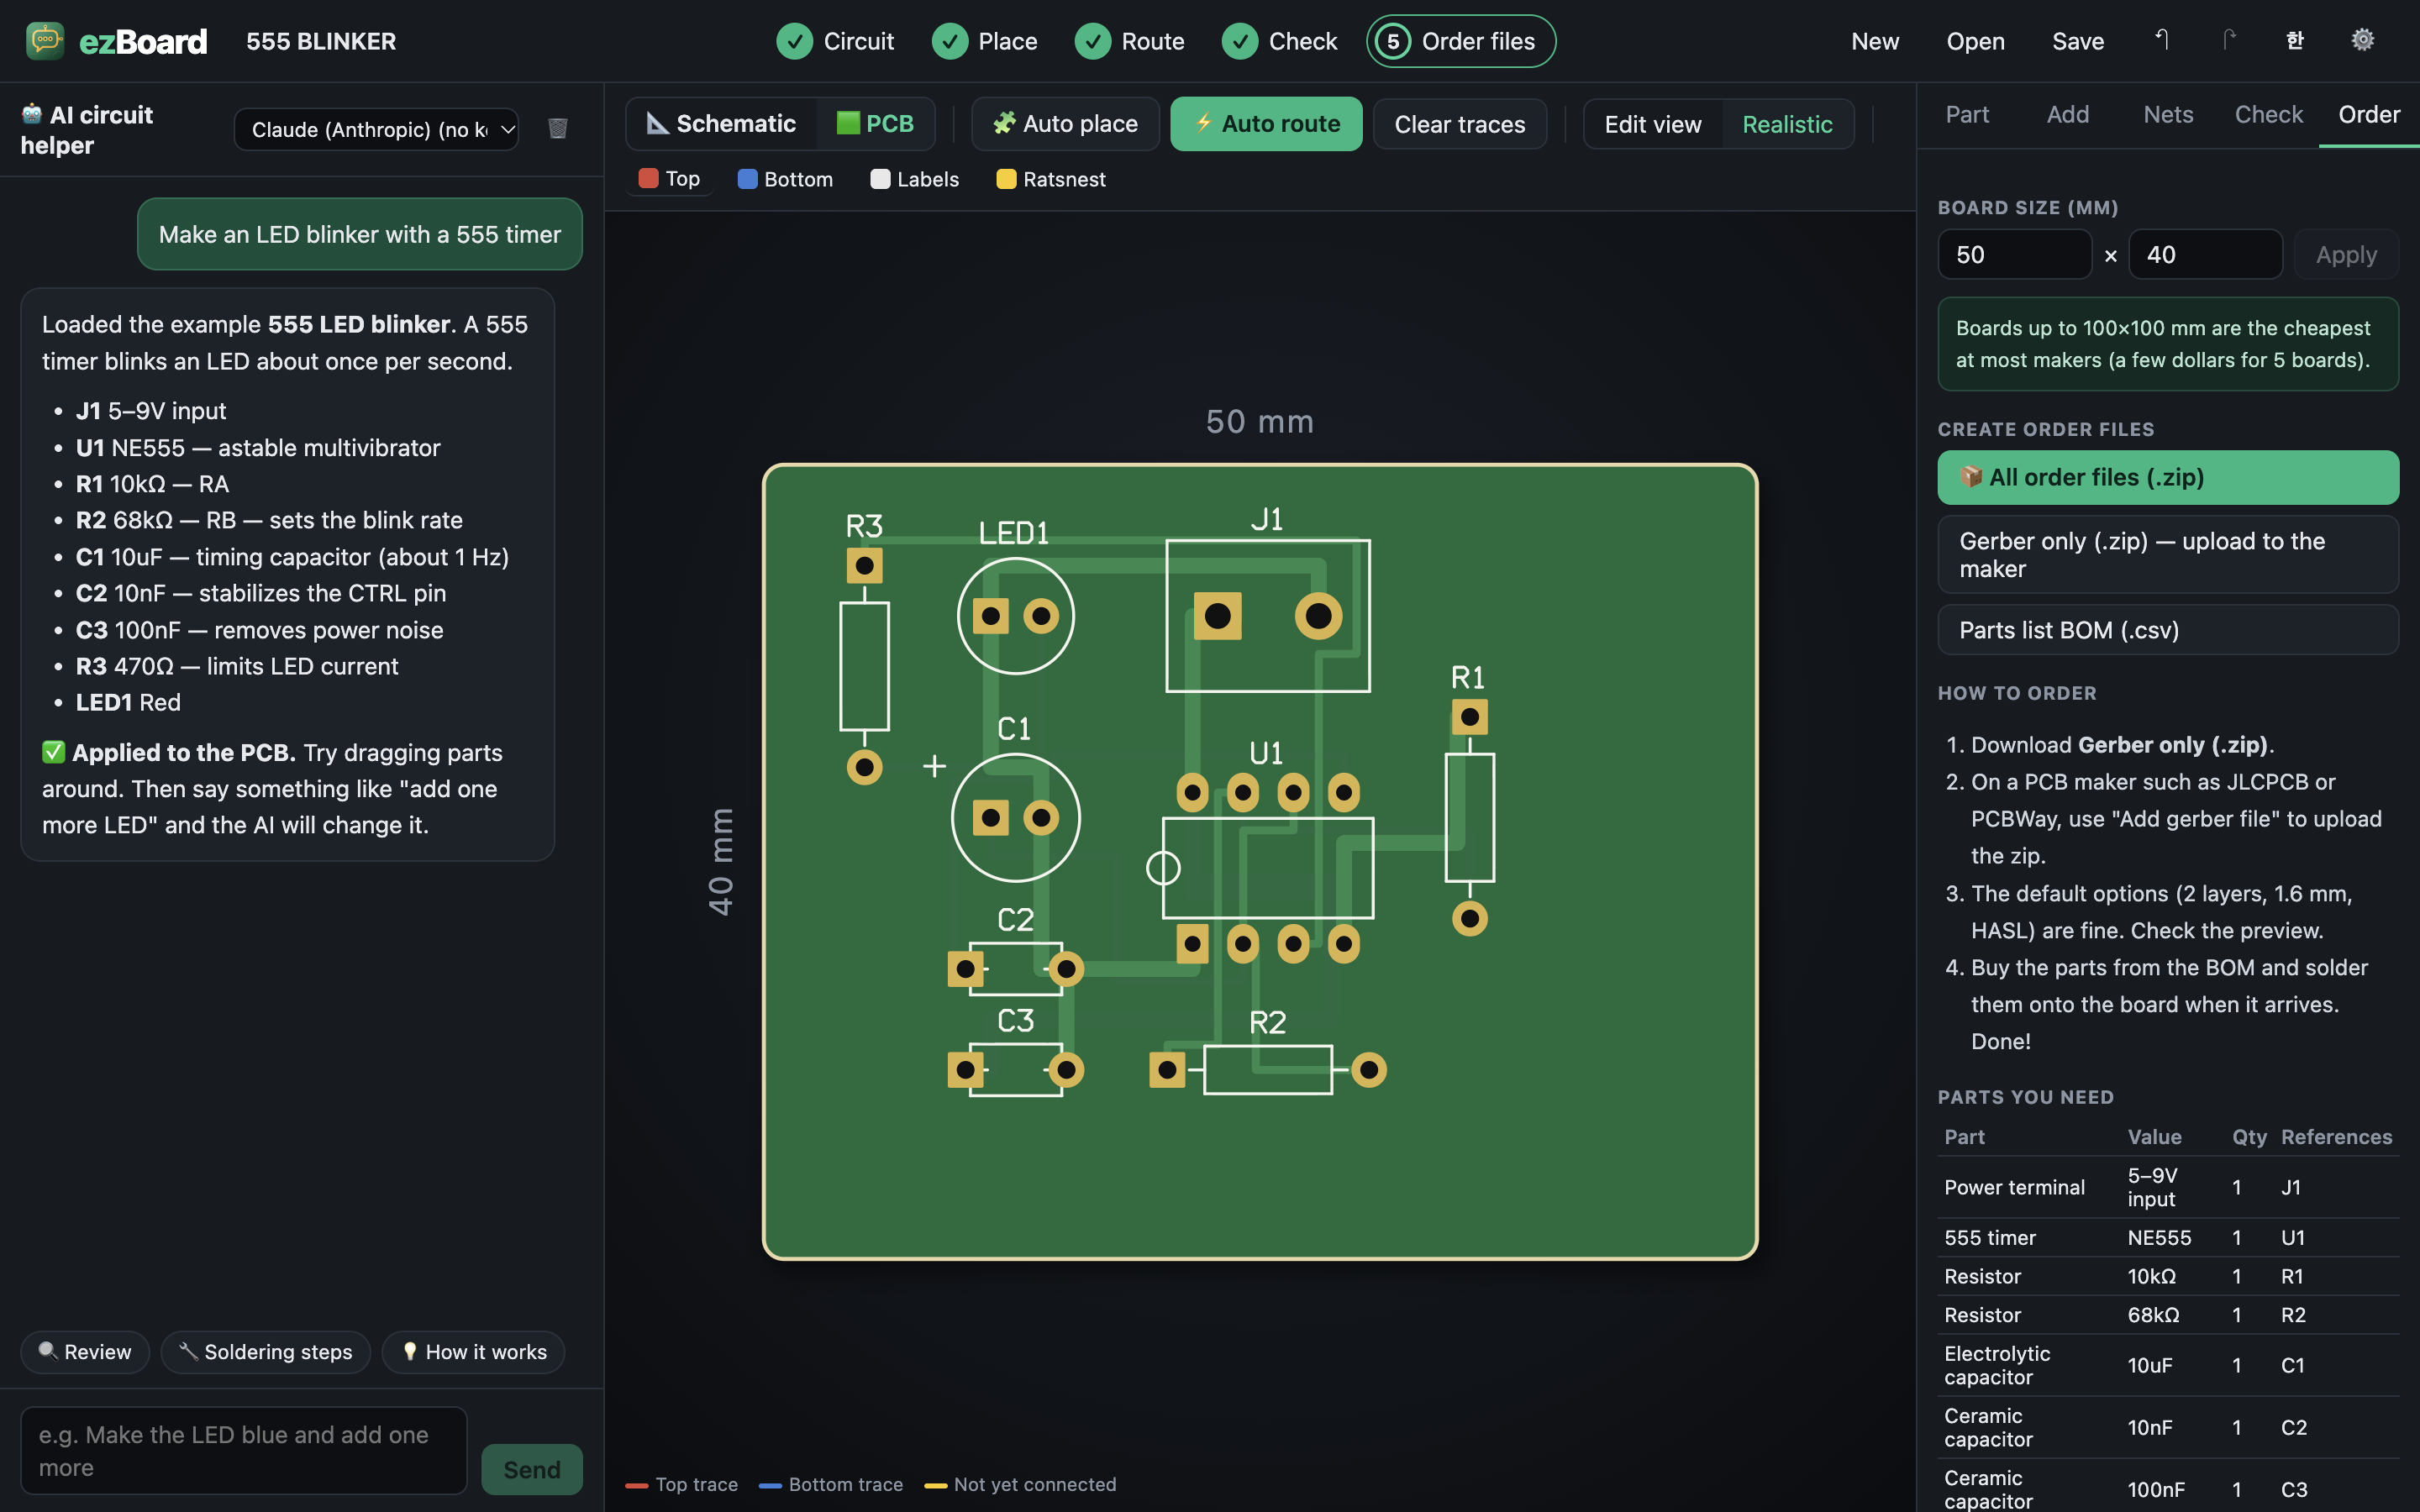 ezBoard
555 BLINKER
Circuit
Place
Route
Check
5 Order files
New
Open
Save
한
AI circuit
helper
Claude (Anthropic) (no k
Make an LED blinker with a 555 timer
Loaded the example 555 LED blinker. A 555
timer blinks an LED about once per second.
• J1 5–9V input
• U1 NE555 — astable multivibrator
• R1 10kΩ — RA
• R2 68kΩ — RB — sets the blink rate
• C1 10uF — timing capacitor (about 1 Hz)
• C2 10nF — stabilizes the CTRL pin
• C3 100nF — removes power noise
• R3 470Ω — limits LED current
• LED1 Red
Applied to the PCB. Try dragging parts
around. Then say something like "add one
more LED" and the AI will change it.
Review
Soldering steps
How it works
e.g. Make the LED blue and add one
more
Send
Schematic
PCB
Auto place
Auto route
Clear traces
Edit view
Realistic
Top
Bottom
Labels
Ratsnest
50 mm
40 mm
R3
LED1
J1
R1
C1
+
U1
C2
C3
R2
Top trace
Bottom trace
Not yet connected
Part
Add
Nets
Check
Order
BOARD SIZE (MM)
50 × 40
Apply
Boards up to 100×100 mm are the cheapest
at most makers (a few dollars for 5 boards).
CREATE ORDER FILES
All order files (.zip)
Gerber only (.zip) — upload to the
maker
Parts list BOM (.csv)
HOW TO ORDER
1. Download Gerber only (.zip).
2. On a PCB maker such as JLCPCB or
PCBWay, use "Add gerber file" to upload
the zip.
3. The default options (2 layers, 1.6 mm,
HASL) are fine. Check the preview.
4. Buy the parts from the BOM and solder
them onto the board when it arrives.
Done!
PARTS YOU NEED
Part Value Qty References
Power terminal 5–9V input 1 J1
555 timer NE555 1 U1
Resistor 10kΩ 1 R1
Resistor 68kΩ 1 R2
Electrolytic capacitor 10uF 1 C1
Ceramic capacitor 10nF 1 C2
Ceramic capacitor 100nF 1 C3